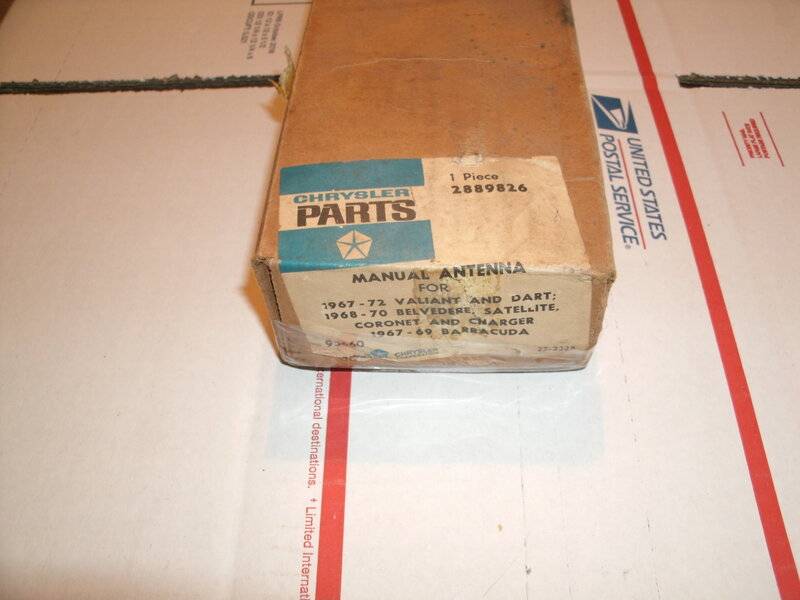 CHRYSLER
PARTS
1 Piece
2889826
MANUAL ANTENNA
FOR
1967-72 VALIANT AND DART;
1968-70 BELVEDERE, SATELLITE,
CORONET AND CHARGER
1967-69 BARRACUDA
CHRYSLER
UNITED STATES
POSTAL SERVICE®
ernational destinations. + Limited Internat